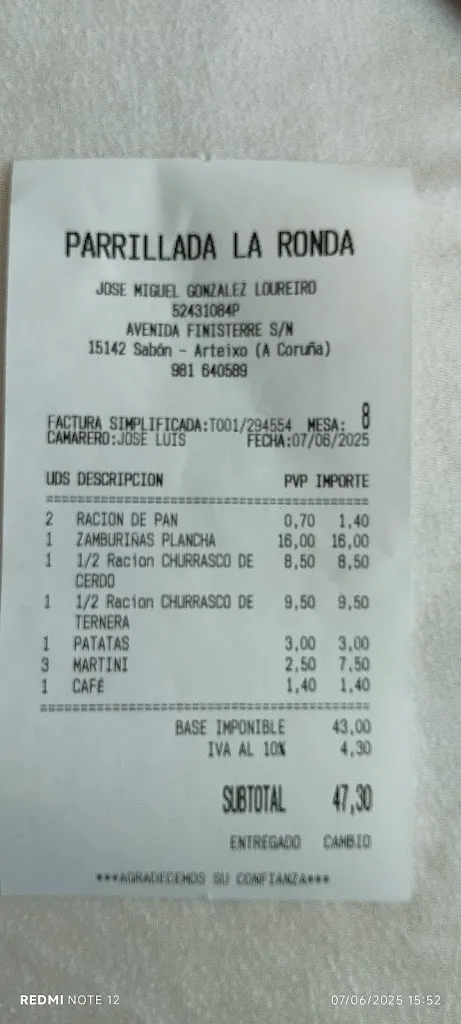 PARRILLADA LA RONDA
JOSE MIGUEL GONZALEZ LOUREIRO
52431084P
AVENIDA FINISTERRE S/N
15142 Sabón - Arteixo (A Coruña)
981 640589
FACTURA SIMPLIFICADA:T001/294554 MESA: 8
CAMARERO:JOSE LUIS FECHA:07/06/2025
UDS DESCRIPCION PVP IMPORTE
2 RACION DE PAN 0,70 1,40
1 ZAMBURIÑAS PLANCHA 16,00 16,00
1 1/2 Racion CHURRASCO DE 8,50 8,50
CERDO
1 1/2 Racion CHURRASCO DE 9,50 9,50
TERNERA
1 PATATAS 3,00 3,00
3 MARTINI 2,50 7,50
1 CAFÉ 1,40 1,40
BASE IMPONIBLE 43,00
IVA AL 10% 4,30
SUBTOTAL 47,30
ENTREGADO CAMBIO
***AGRADECEMOS SU CONFIANZA***
REDMI NOTE 12 07/06/2025 15:52